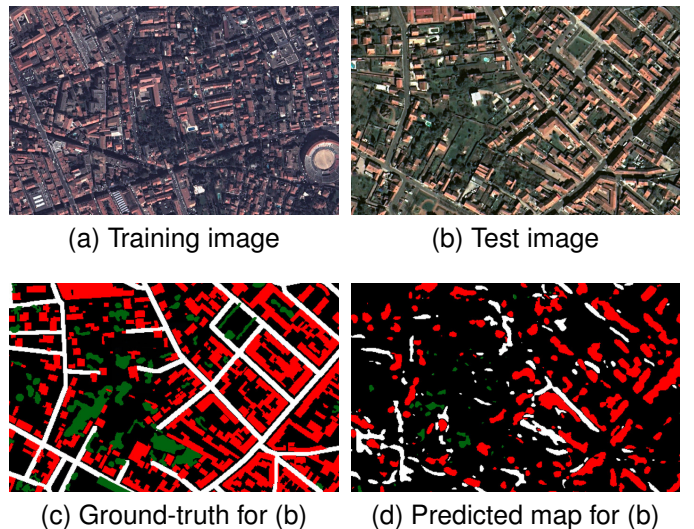 (a) Training image
(b) Test image
(c) Ground-truth for (b)
(d) Predicted map for (b)